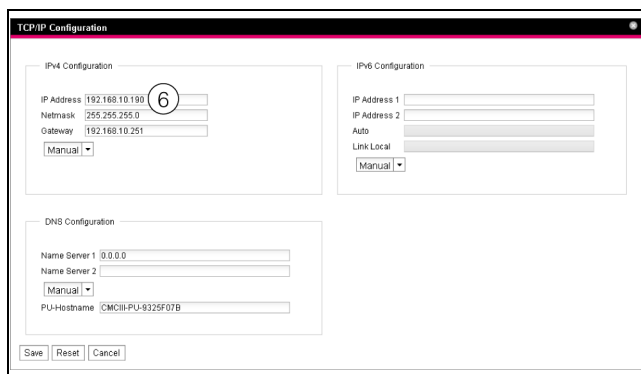 TCP/IP Configuration
IPv4 Configuration
IP Address 192.168.10.190 6
Netmask 255.255.255.0
Gateway 192.168.10.251
Manual
IPv6 Configuration
IP Address 1
IP Address 2
Auto
Link Local
Manual
DNS Configuration
Name Server 1 0.0.0.0
Name Server 2
Manual
PU-Hostname CMCIII-PU-9325F07B
Save Reset Cancel